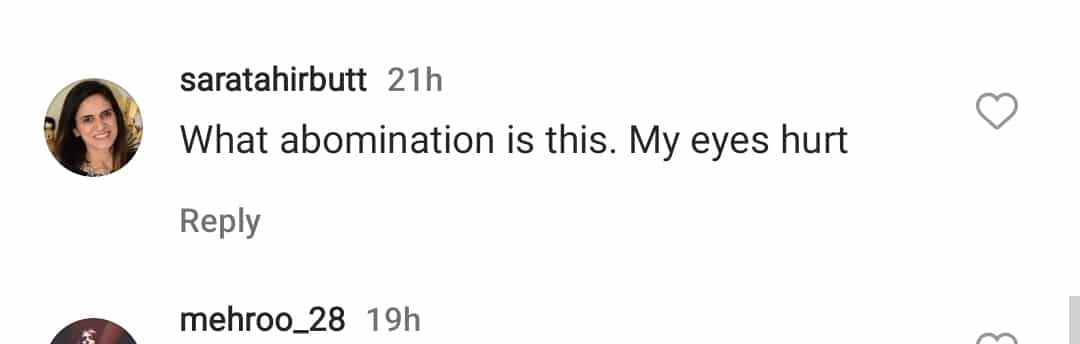 saratahirbutt 21h
What abomination is this. My eyes hurt
Reply
mehroo_28 19h